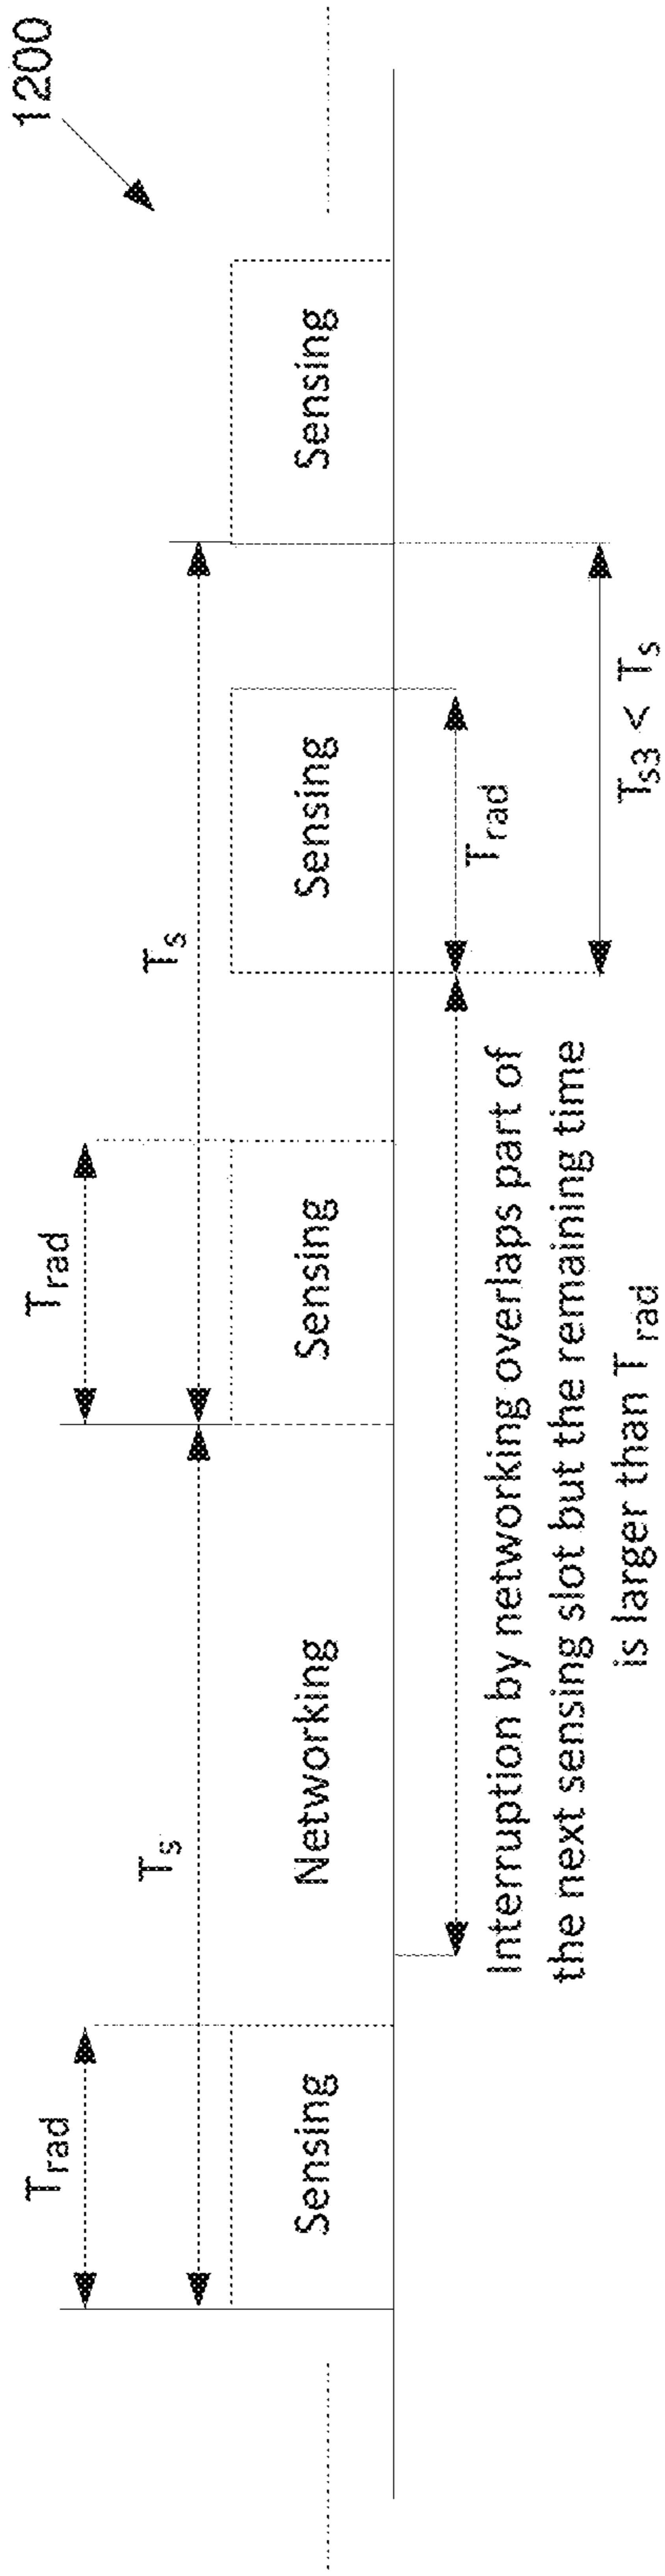 1200
Trad
Trad
Ts
Ts
Sensing
Networking
Sensing
Sensing
Sensing
Trad
Interruption by networking overlaps part of
the next sensing slot but the remaining time
is larger than Trad
Ts3 < Ts